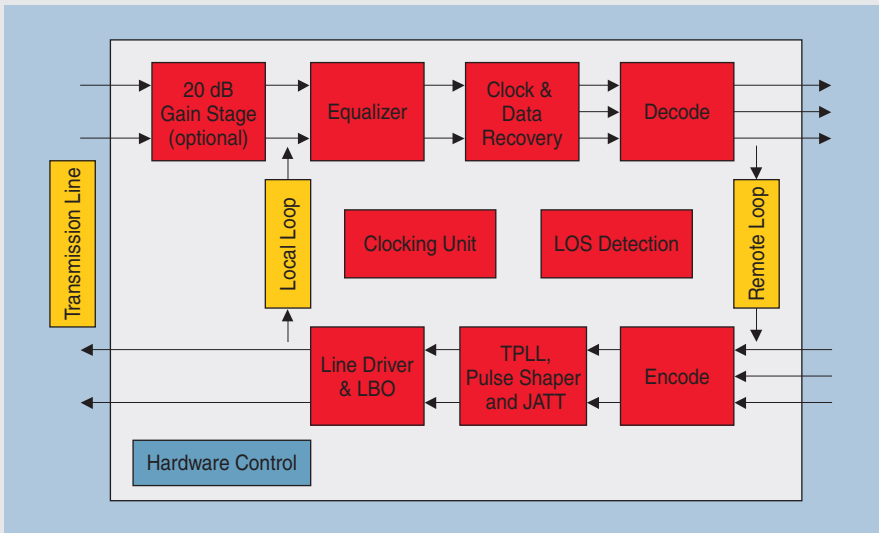 20 dB
Gain Stage
(optional)
Equalizer
Clock &
Data
Recovery
Decode
Transmission Line
Local Loop
Clocking Unit
LOS Detection
Remote Loop
Line Driver
& LBO
TPLL,
Pulse Shaper
and JATT
Encode
Hardware Control